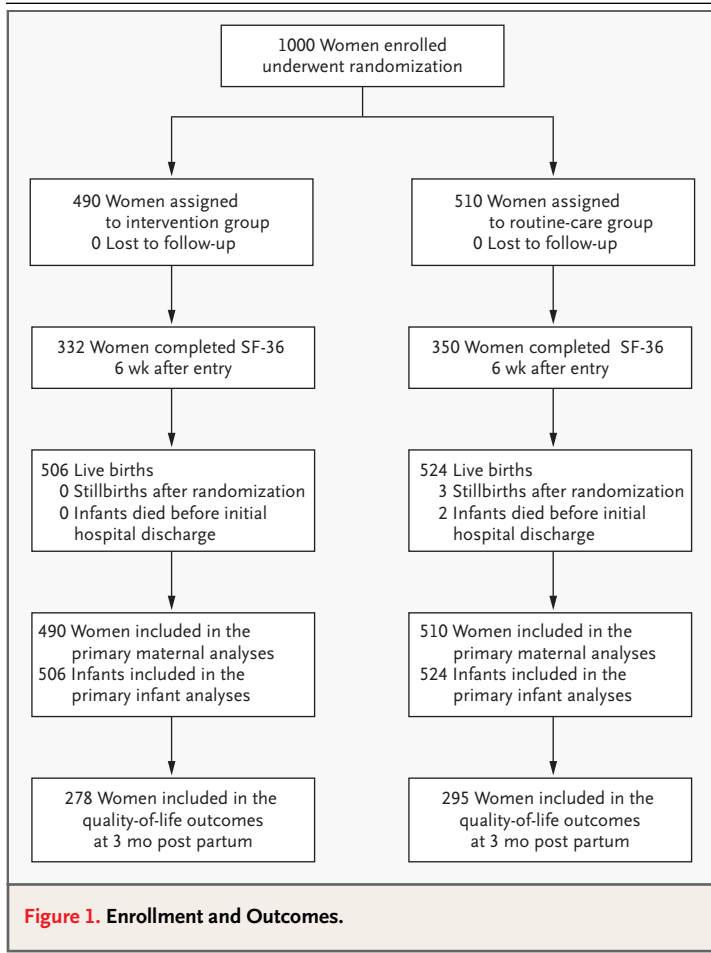 1000 Women enrolled
underwent randomization
490 Women assigned
to intervention group
0 Lost to follow-up
510 Women assigned
to routine-care group
0 Lost to follow-up
332 Women completed SF-36
6 wk after entry
350 Women completed SF-36
6 wk after entry
506 Live births
0 Stillbirths after randomization
0 Infants died before initial
hospital discharge
524 Live births
3 Stillbirths after randomization
2 Infants died before initial
hospital discharge
490 Women included in the
primary maternal analyses
506 Infants included in the
primary infant analyses
510 Women included in the
primary maternal analyses
524 Infants included in the
primary infant analyses
278 Women included in the
quality-of-life outcomes
at 3 mo post partum
295 Women included in the
quality-of-life outcomes
at 3 mo post partum
Figure 1. Enrollment and Outcomes.